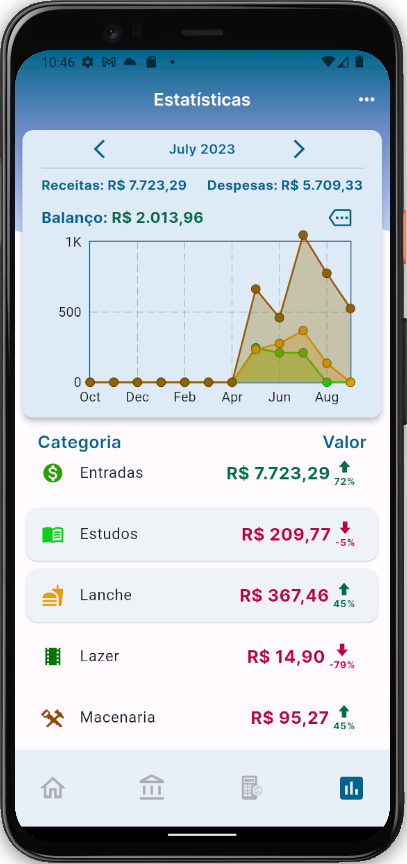 10:46
Estatísticas
July 2023
Receitas: R$ 7.723,29 Despesas: R$ 5.709,33
Balanço: R$ 2.013,96
1K
500
0
Oct Dec Feb Apr Jun Aug
Categoria Valor
Entradas R$ 7.723,29 72%
Estudos R$ 209,77 -5%
Lanche R$ 367,46 45%
Lazer R$ 14,90 -79%
Macenaria R$ 95,27 45%